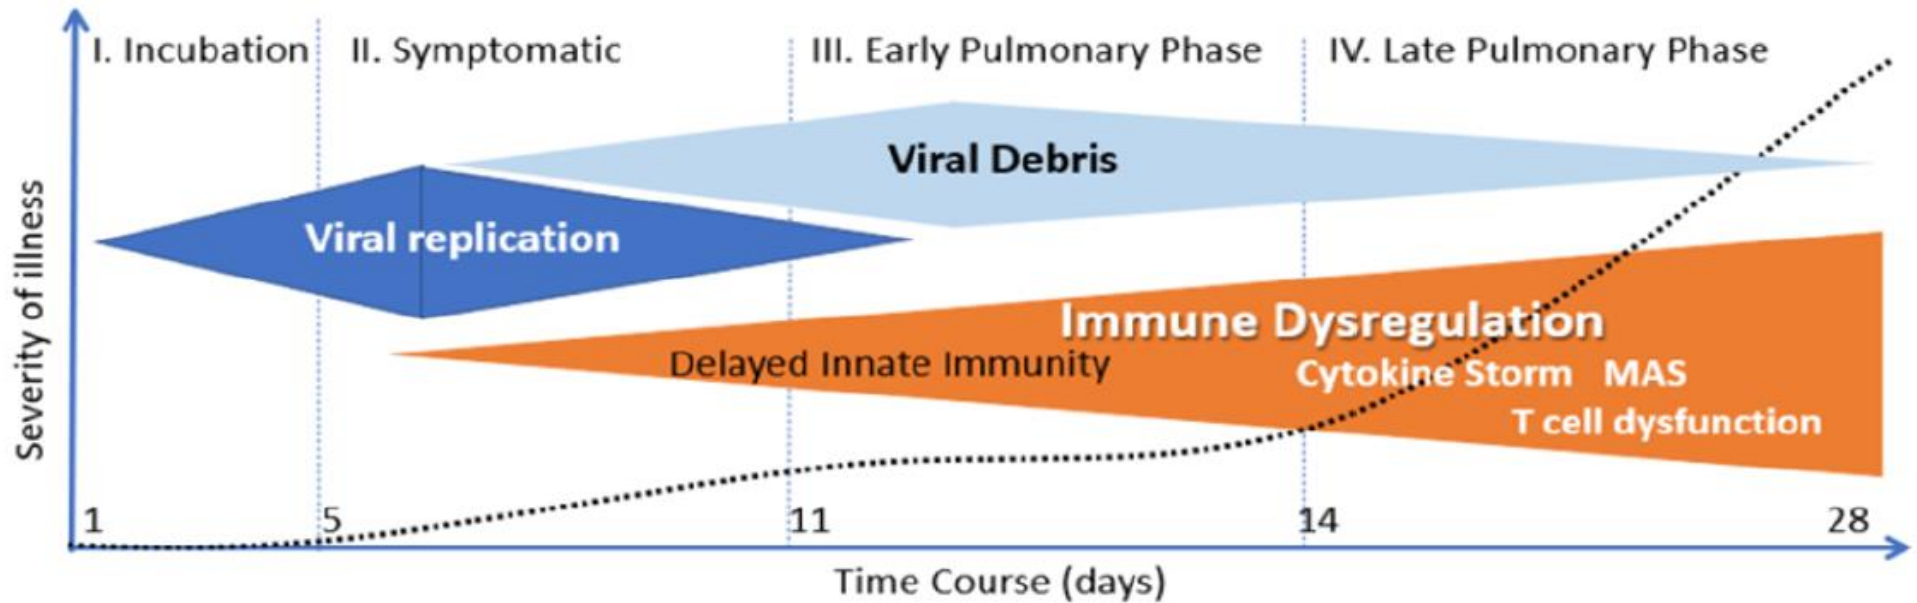 I. Incubation
II. Symptomatic
III. Early Pulmonary Phase
IV. Late Pulmonary Phase
Viral Debris
Viral replication
Immune Dysregulation
Delayed Innate Immunity
Cytokine Storm MAS
T cell dysfunction
Severity of illness
1
5
11
14
28
Time Course (days)